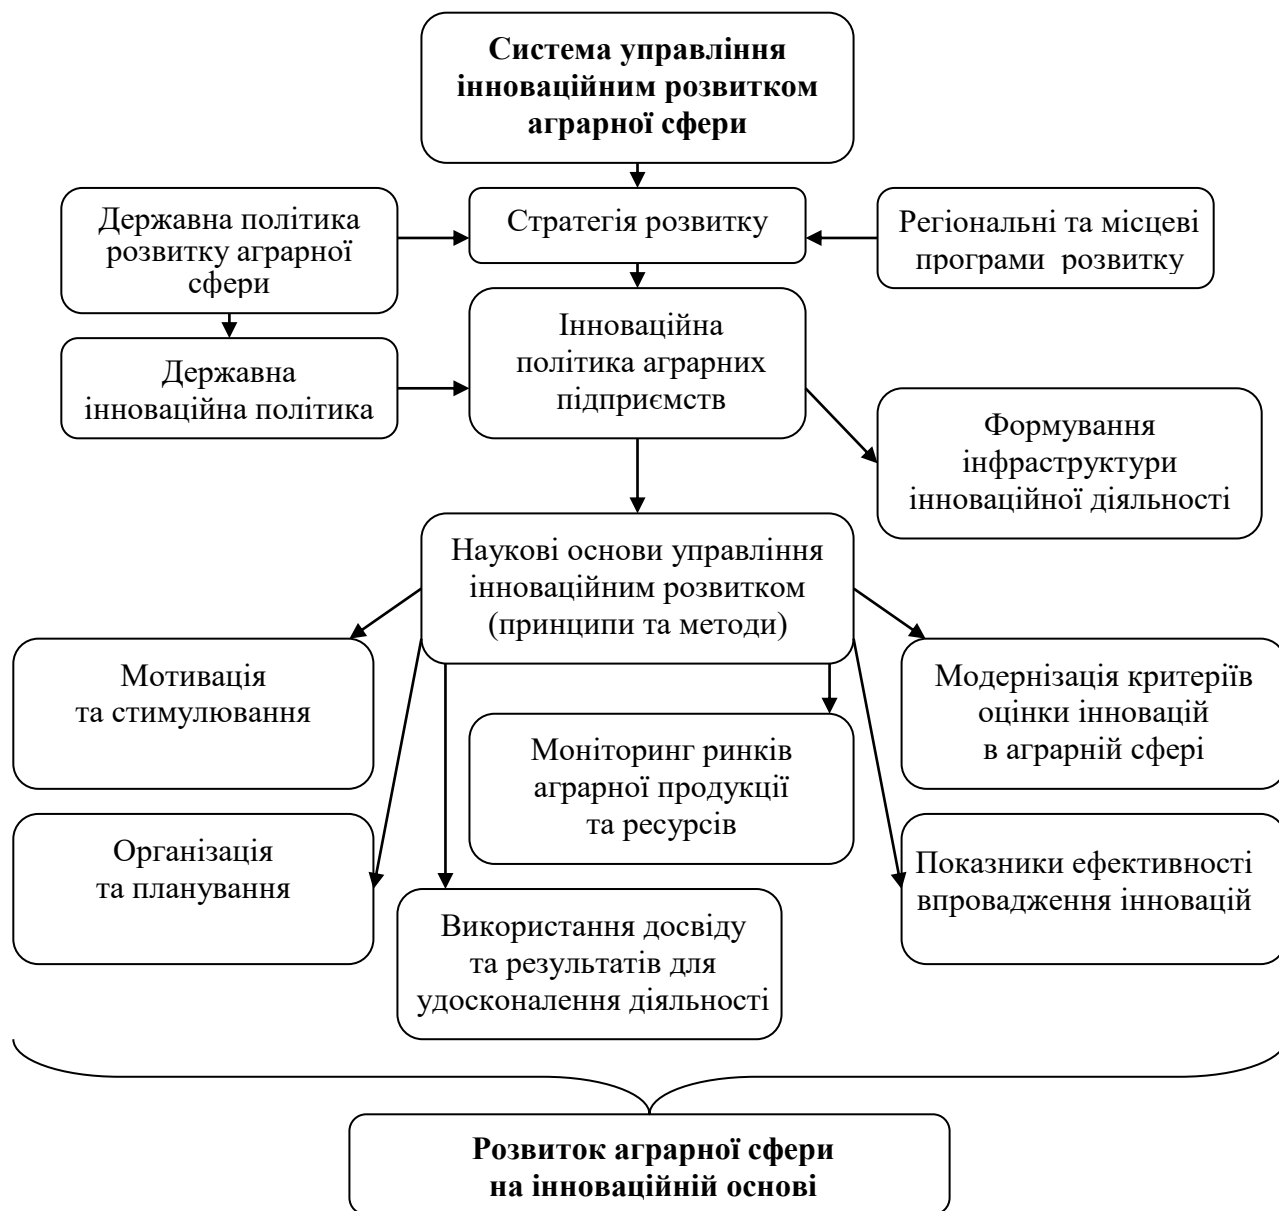 Система управління
інноваційним розвитком
аграрної сфери
Державна політика
розвитку аграрної
сфери
Стратегія розвитку
Регіональні та місцеві
програми розвитку
Державна
інноваційна політика
Інноваційна
політика аграрних
підприємств
Формування
інфраструктури
інноваційної діяльності
Наукові основи управління
інноваційним розвитком
(принципи та методи)
Мотивація
та стимулювання
Моніторинг ринків
аграрної продукції
та ресурсів
Модернізація критеріїв
оцінки інновацій
в аграрній сфері
Організація
та планування
Використання досвіду
та результатів для
удосконалення діяльності
Показники ефективності
впровадження інновацій
Розвиток аграрної сфери
на інноваційній основі